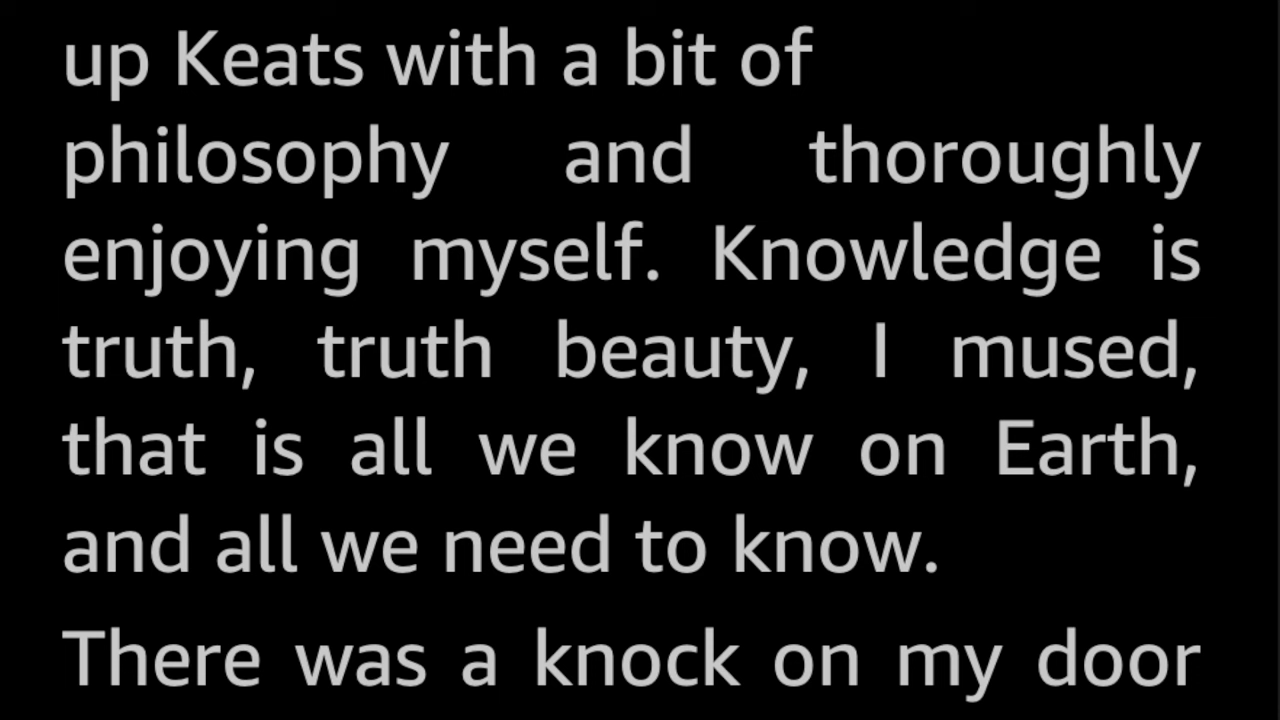 up Keats with a bit of
philosophy and thoroughly
enjoying myself. Knowledge is
truth, truth beauty, I mused,
that is all we know on Earth,
and all we need to know.
There was a knock on my door